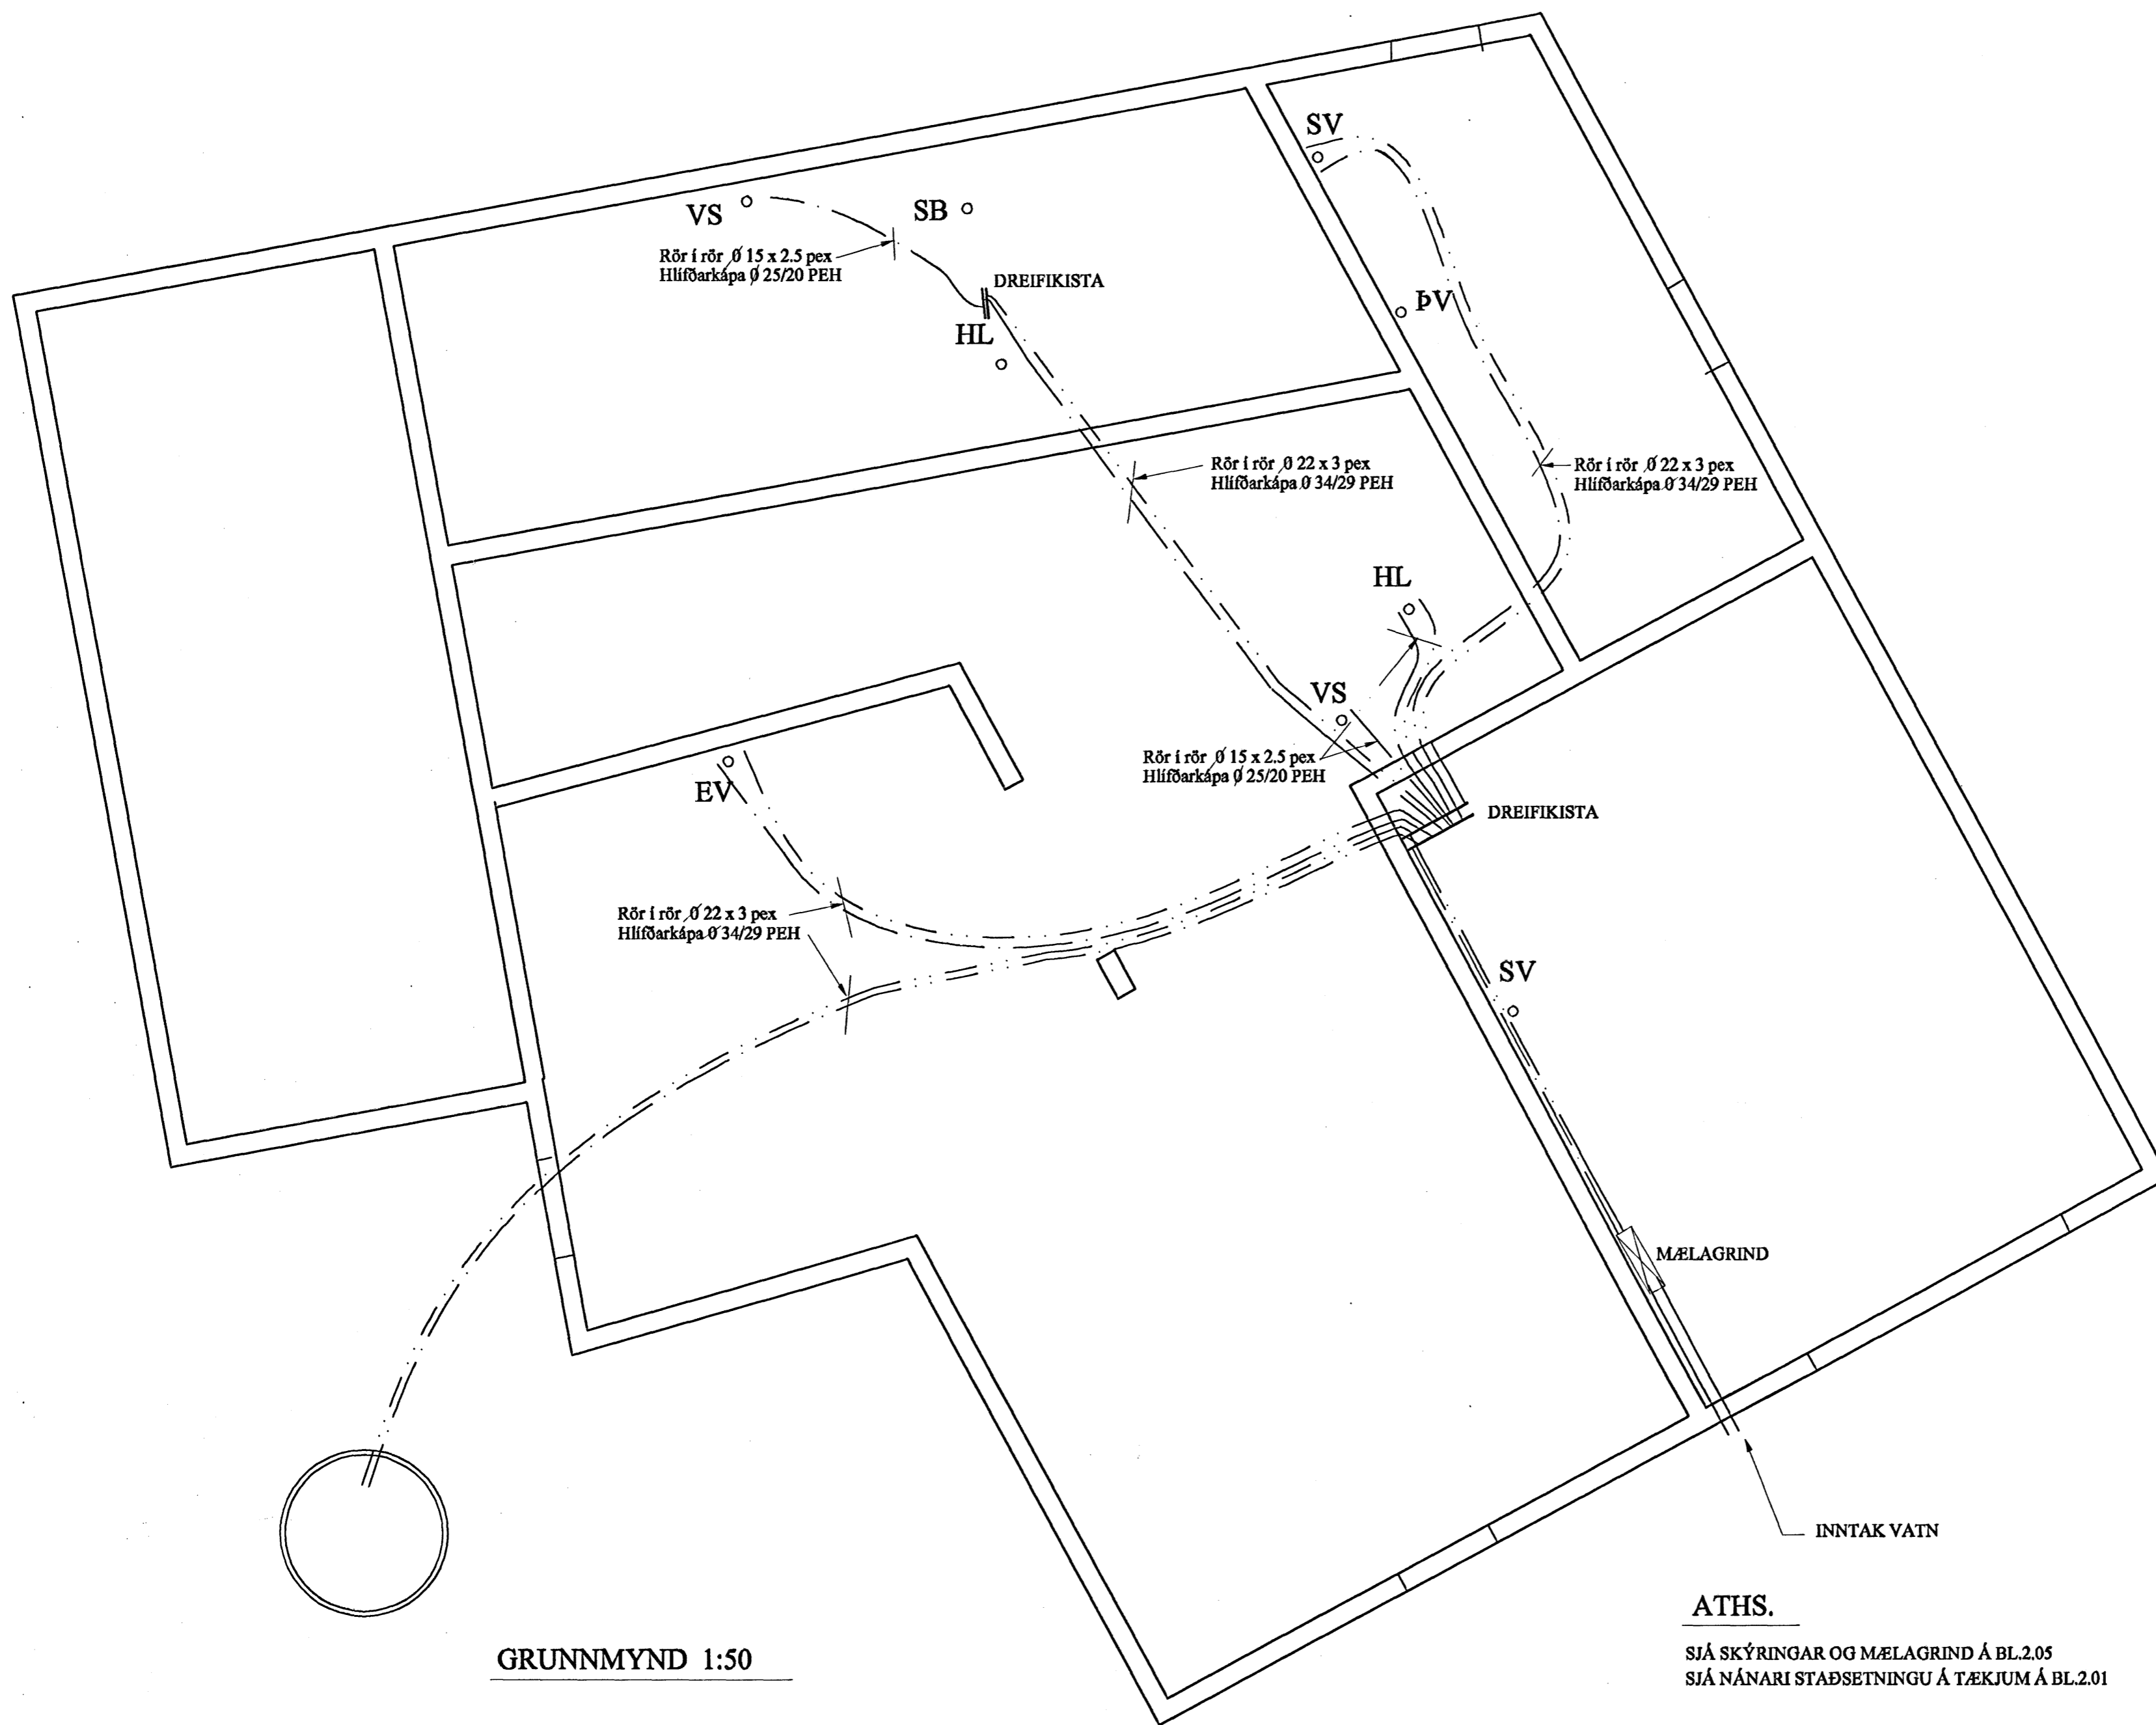 SV
VS
SB
Rör í rör Ø 15 x 2.5 pex
Hlífðarkápa Ø 25/20 PEH
DREIFIKISTA
ÞV
HL
Rör í rör Ø 22 x 3 pex
Hlífðarkápa Ø 34/29 PEH
Rör í rör Ø 22 x 3 pex
Hlífðarkápa Ø 34/29 PEH
HL
VS
Rör í rör Ø 15 x 2.5 pex
Hlífðarkápa Ø 25/20 PEH
EV
DREIFIKISTA
Rör í rör Ø 22 x 3 pex
Hlífðarkápa Ø 34/29 PEH
SV
MÆLAGRIND
INNTAK VATN
ATHS.
SJÁ SKÝRINGAR OG MÆLAGRIND Á BL.2.05
SJÁ NÁNARI STAÐSETNINGU Á TÆKJUM Á BL.2.01
GRUNNMYND 1:50